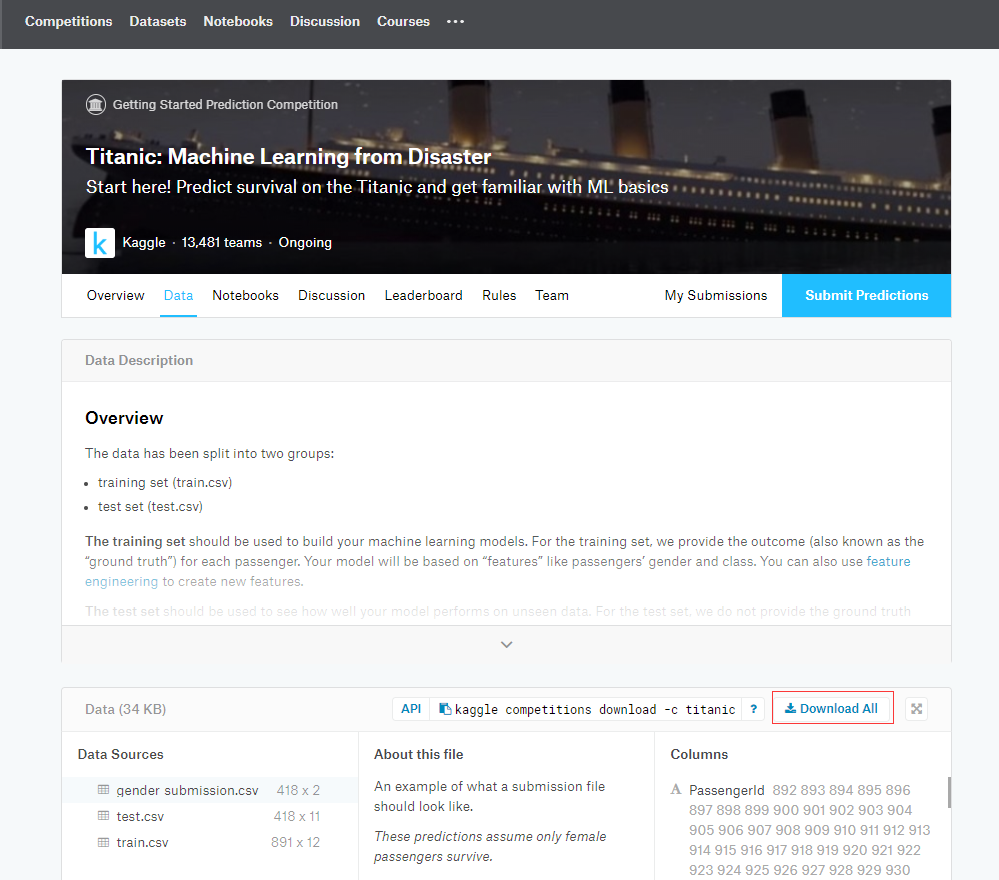 Competitions Datasets Notebooks Discussion Courses •••
Getting Started Prediction Competition
Titanic: Machine Learning from Disaster
Start here! Predict survival on the Titanic and get familiar with ML basics
k Kaggle · 13,481 teams · Ongoing
Overview Data Notebooks Discussion Leaderboard Rules Team My Submissions Submit Predictions
Data Description
Overview
The data has been split into two groups:
• training set (train.csv)
• test set (test.csv)
The training set should be used to build your machine learning models. For the training set, we provide the outcome (also known as the
“ground truth”) for each passenger. Your model will be based on “features” like passengers’ gender and class. You can also use feature
engineering to create new features.
The test set should be used to see how well your model performs on unseen data. For the test set, we do not provide the ground truth
Data (34 KB) API kaggle competitions download -c titanic ? Download All
Data Sources
gender submission.csv 418 x 2
test.csv 418 x 11
train.csv 891 x 12
About this file
An example of what a submission file
should look like.
These predictions assume only female
passengers survive.
Columns
A PassengerId 892 893 894 895 896
897 898 899 900 901 902 903 904
905 906 907 908 909 910 911 912 913
914 915 916 917 918 919 920 921 922
923 924 925 926 927 928 929 930